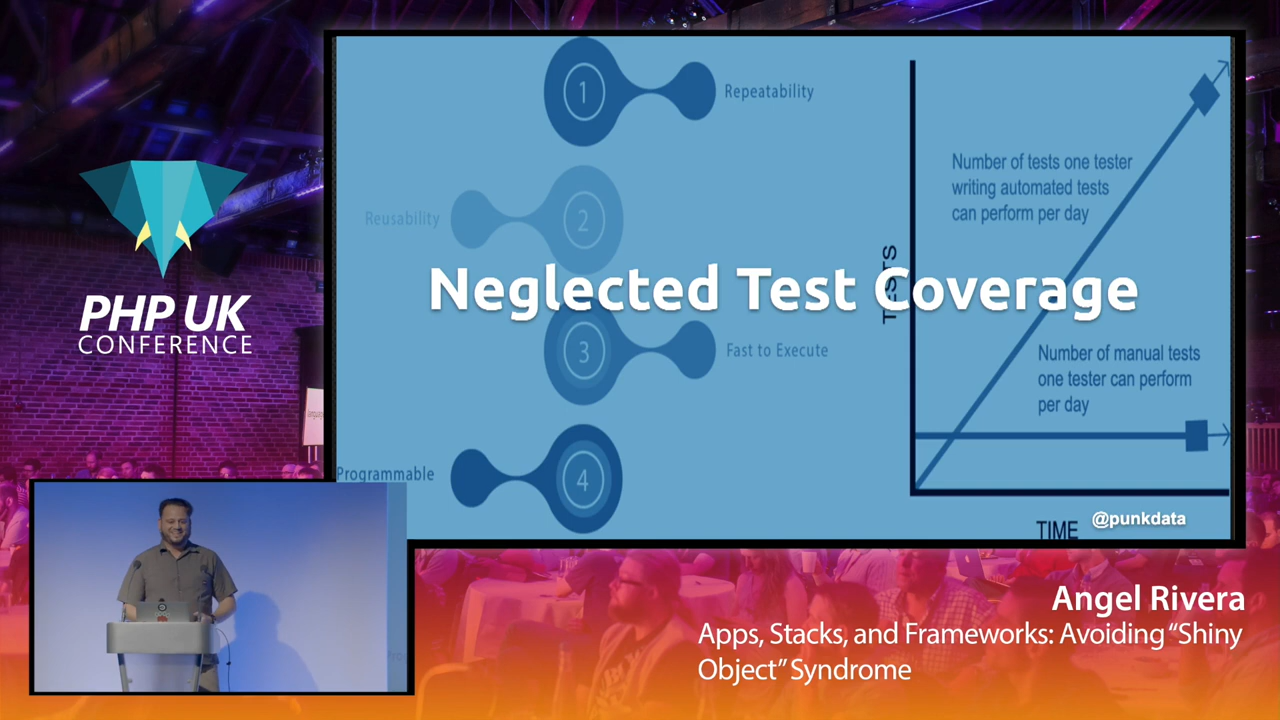 PHP UK
CONFERENCE
1
Repeatability
Reusability
2
Neglected Test Coverage
3
Fast to Execute
Programmable
4
TESTS
Number of tests one tester
writing automated tests
can perform per day
Number of manual tests
one tester can perform
per day
TIME
@punkdata
Angel Rivera
Apps, Stacks, and Frameworks: Avoiding “Shiny
Object” Syndrome